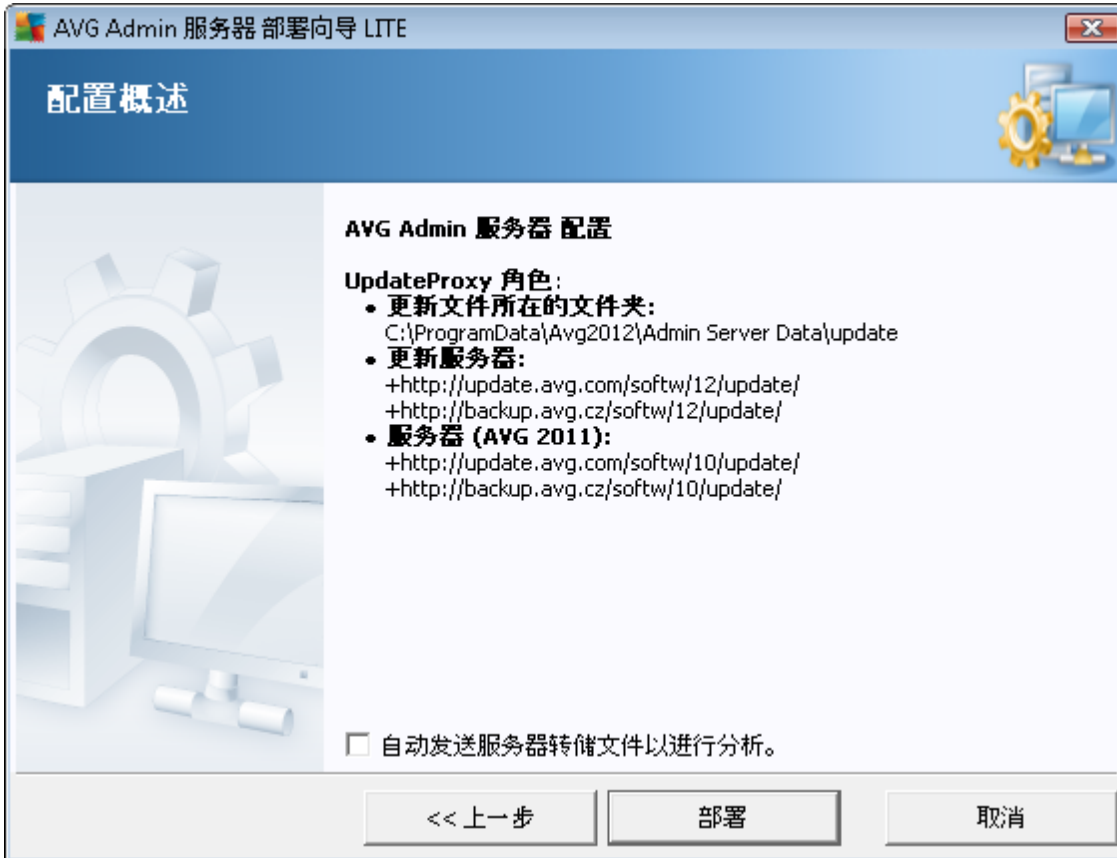 AVG Admin 服务器 部署向导 LITE
配置概述
AVG Admin 服务器 配置
UpdateProxy 角色:
• 更新文件所在的文件夹:
C:\ProgramData\Avg2012\Admin Server Data\update
• 更新服务器:
+http://update.avg.com/softw/12/update/
+http://backup.avg.cz/softw/12/update/
• 服务器 (AVG 2011):
+http://update.avg.com/softw/10/update/
+http://backup.avg.cz/softw/10/update/
自动发送服务器转储文件以进行分析。
<< 上一步
部署
取消